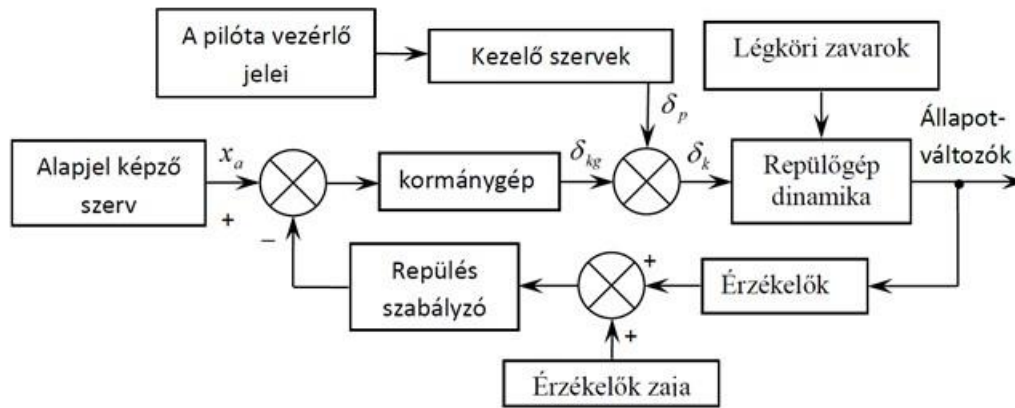 A pilóta vezérlő
jelei
Kezelő szervek
Légköri zavarok
δp
Állapot-
változók
Alapjel képző
szerv
xa
+
−
kormánygép
δkg
δk
Repülőgép
dinamika
Repülés
szabályzó
+
+
Érzékelők
Érzékelők zaja